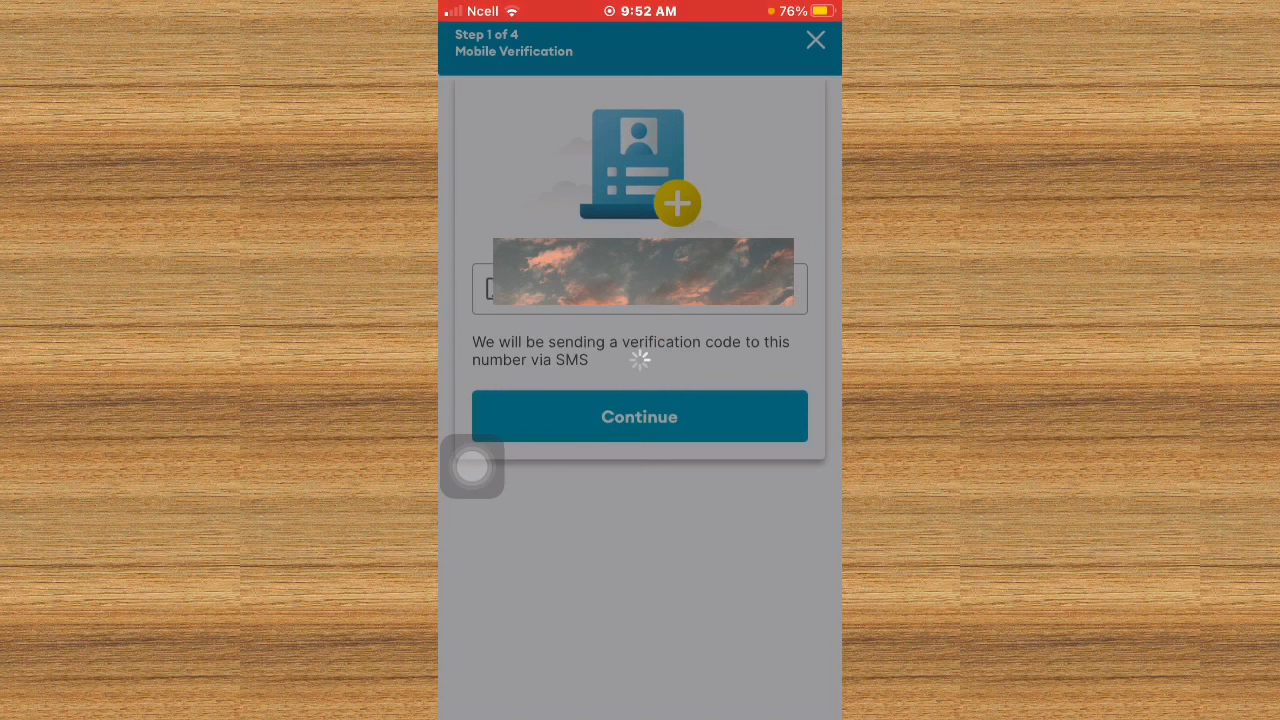 Ncell 9:52 AM 76%
Step 1 of 4
Mobile Verification
We will be sending a verification code to this
number via SMS
Continue